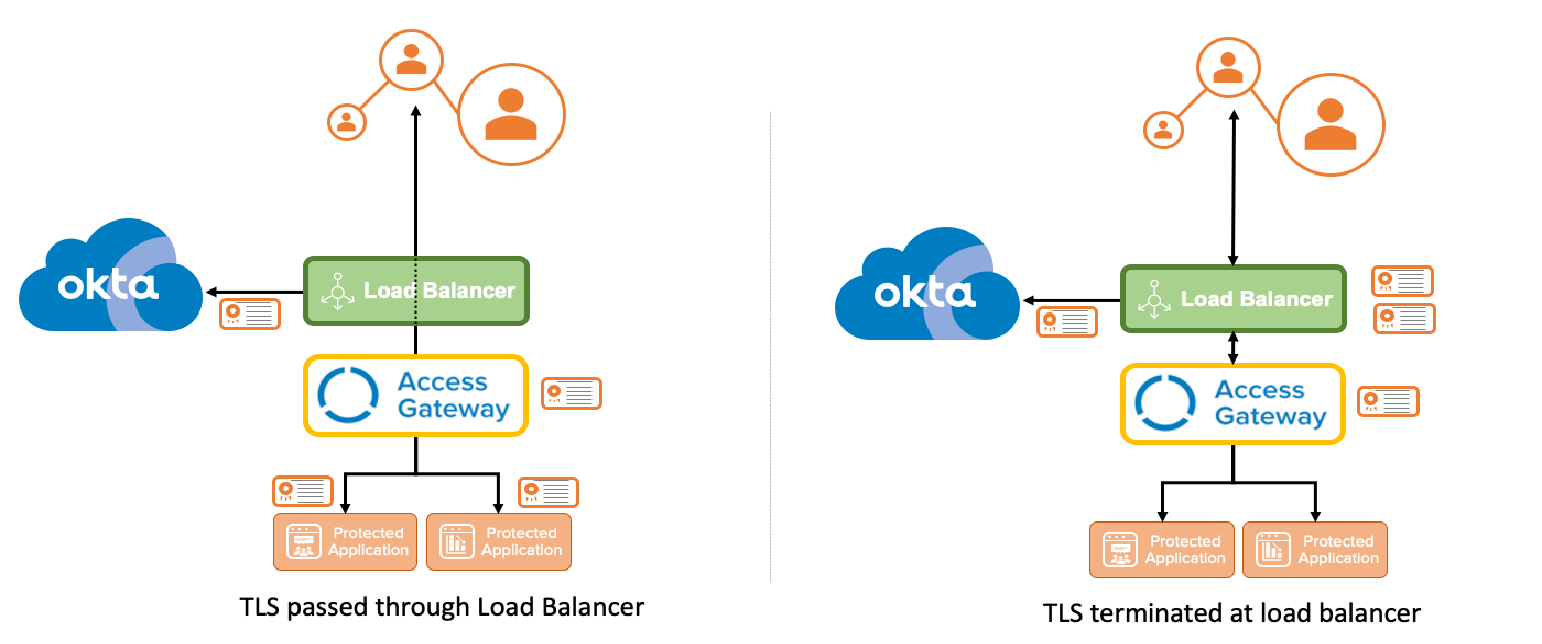 okta
Load Balancer
Access
Gateway
Protected
Application
Protected
Application
TLS passed through Load Balancer
okta
Load Balancer
Access
Gateway
Protected
Application
Protected
Application
TLS terminated at load balancer